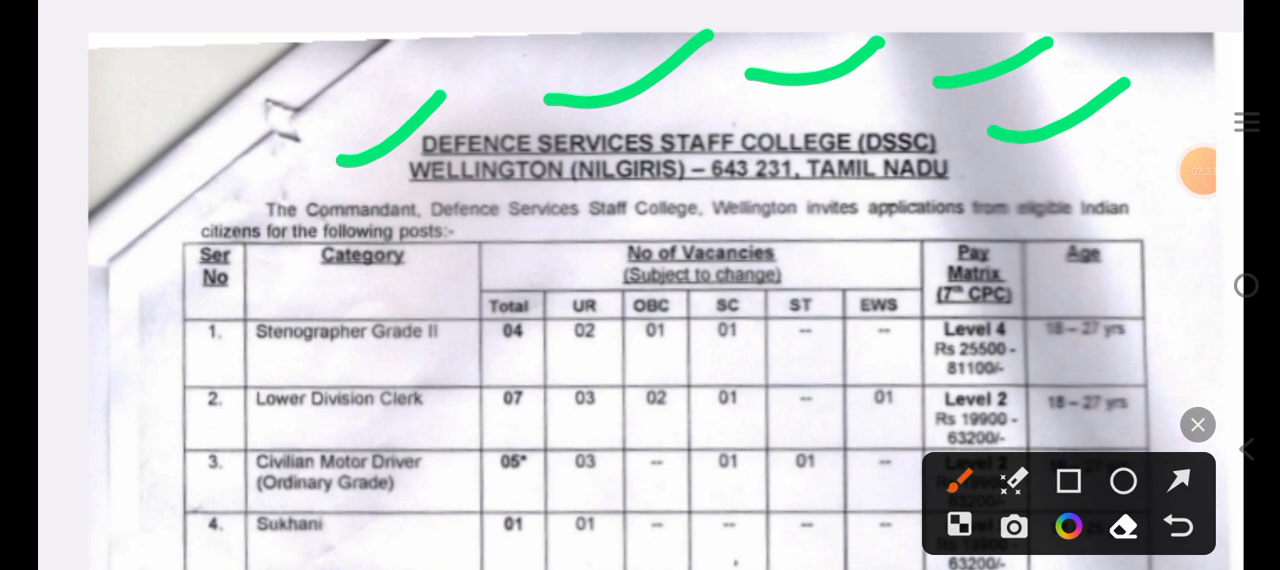 DEFENCE SERVICES STAFF COLLEGE (DSSC)
WELLINGTON (NILGIRIS) – 643 231, TAMIL NADU
The Commandant, Defence Services Staff College, Wellington invites applications from eligible Indian
citizens for the following posts:-
Ser No Category No of Vacancies (Subject to change) Pay Matrix (7th CPC) Age
Total UR OBC SC ST EWS
1. Stenographer Grade II 04 02 01 01 -- -- Level 4 Rs 25500 - 81100/- 18 – 27 yrs
2. Lower Division Clerk 07 03 02 01 -- 01 Level 2 Rs 19900 - 63200/- 18 – 27 yrs
3. Civilian Motor Driver (Ordinary Grade) 05* 03 -- 01 01 -- Level 2
4. Sukhani 01 01 -- -- -- -- 63200/-
02:23